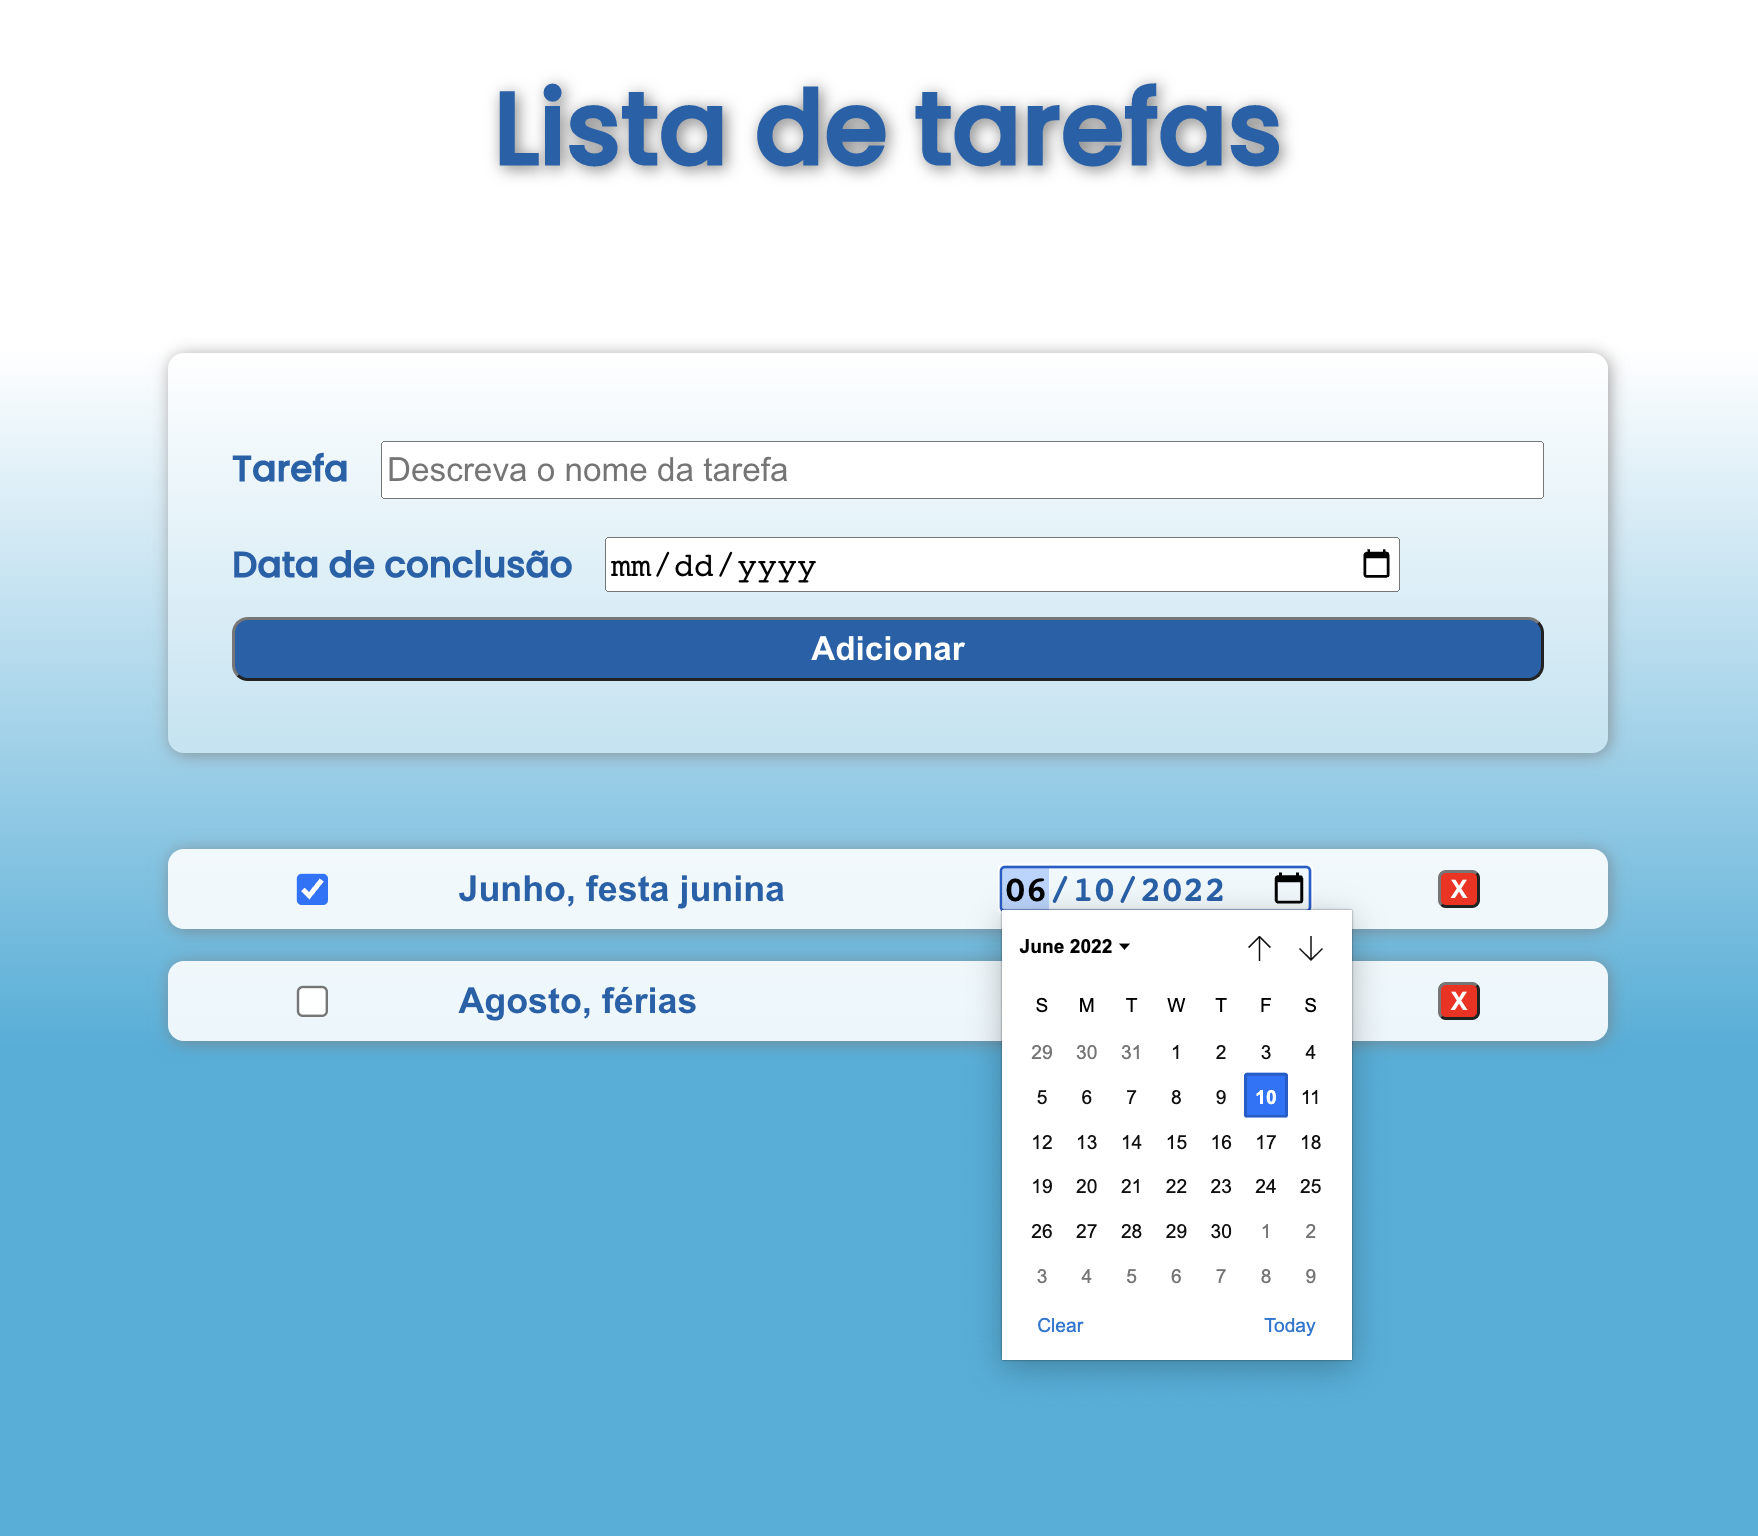 Lista de tarefas
Tarefa Descreva o nome da tarefa
Data de conclusão mm/dd/yyyy
Adicionar
Junho, festa junina 06/10/2022 X
Agosto, férias X
June 2022
S M T W T F S
29 30 31 1 2 3 4
5 6 7 8 9 10 11
12 13 14 15 16 17 18
19 20 21 22 23 24 25
26 27 28 29 30 1 2
3 4 5 6 7 8 9
Clear Today